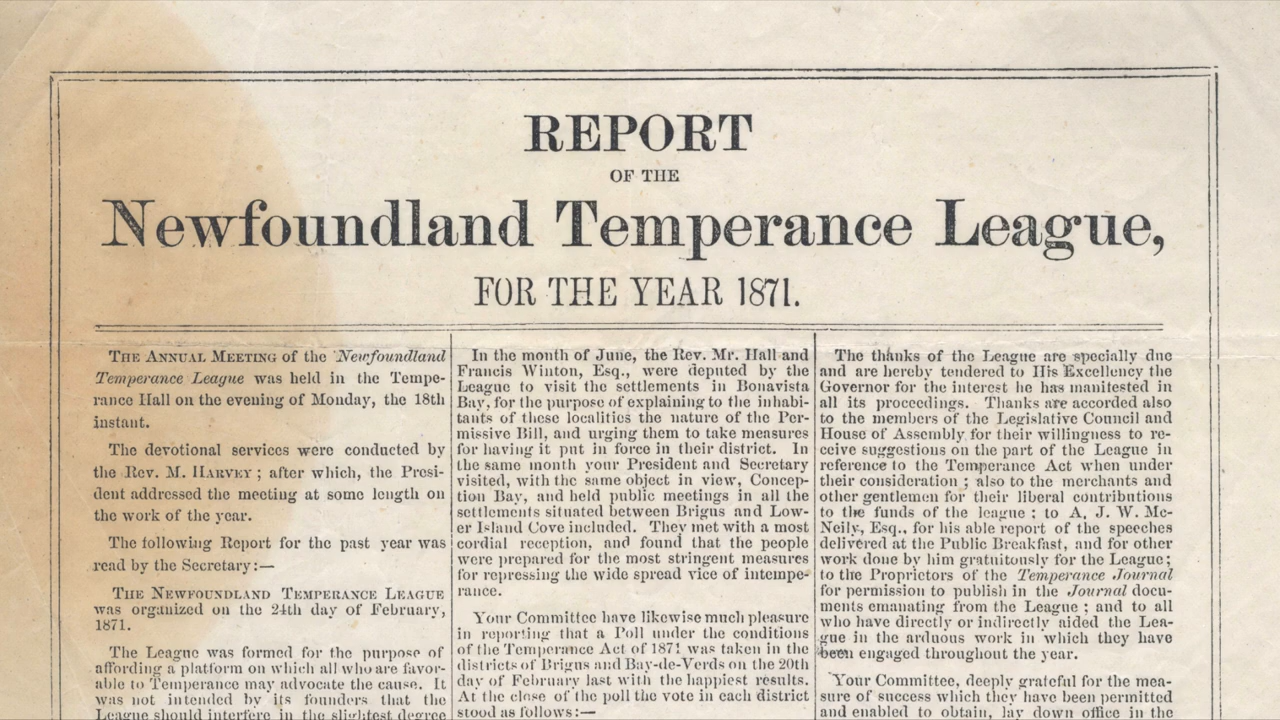 REPORT
OF THE
Newfoundland Temperance League,
FOR THE YEAR 1871.
THE ANNUAL MEETING of the Newfoundland
Temperance League was held in the Tempe-
rance Hall on the evening of Monday, the 18th
instant.
The devotional services were conducted by
the Rev. M. HARVEY ; after which, the Presi-
dent addressed the meeting at some length on
the work of the year.
The following Report for the past year was
read by the Secretary:—
THE NEWFOUNDLAND TEMPERANCE LEAGUE
was organized on the 24th day of February,
1871.
The League was formed for the purpose of
affording a platform on which all who are favor-
able to Temperance may advocate the cause. It
was not intended by its founders that the
League should interfere in the slightest degree
In the month of June, the Rev. Mr. Hall and
Francis Winton, Esq., were deputed by the
League to visit the settlements in Bonavista
Bay, for the purpose of explaining to the inhabi-
tants of these localities the nature of the Per-
missive Bill, and urging them to take measures
for having it put in force in their district. In
the same month your President and Secretary
visited, with the same object in view, Concep-
tion Bay, and held public meetings in all the
settlements situated between Brigus and Low-
er Island Cove included. They met with a most
cordial reception, and found that the people
were prepared for the most stringent measures
for repressing the wide spread vice of intempe-
rance.
Your Committee have likewise much pleasure
in reporting that a Poll under the conditions
of the Temperance Act of 1871 was taken in the
districts of Brigus and Bay-de-Verds on the 20th
day of February last with the happiest results.
At the close of the poll the vote in each district
stood as follows:—
The thanks of the League are specially due
and are hereby tendered to His Excellency the
Governor for the interest he has manifested in
all its proceedings. Thanks are accorded also
to the members of the Legislative Council and
House of Assembly for their willingness to re-
ceive suggestions on the part of the League in
reference to the Temperance Act when under
their consideration ; also to the merchants and
other gentlemen for their liberal contributions
to the funds of the league ; to A. J. W. Mc-
Neily, Esq., for his able report of the speeches
delivered at the Public Breakfast, and for other
work done by him gratuitously for the League;
to the Proprietors of the Temperance Journal
for permission to publish in the Journal docu-
ments emanating from the League ; and to all
who have directly or indirectly aided the Lea-
gue in the arduous work in which they have
been engaged throughout the year.
Your Committee, deeply grateful for the mea-
sure of success which they have been permitted
and enabled to obtain, lay down office in the